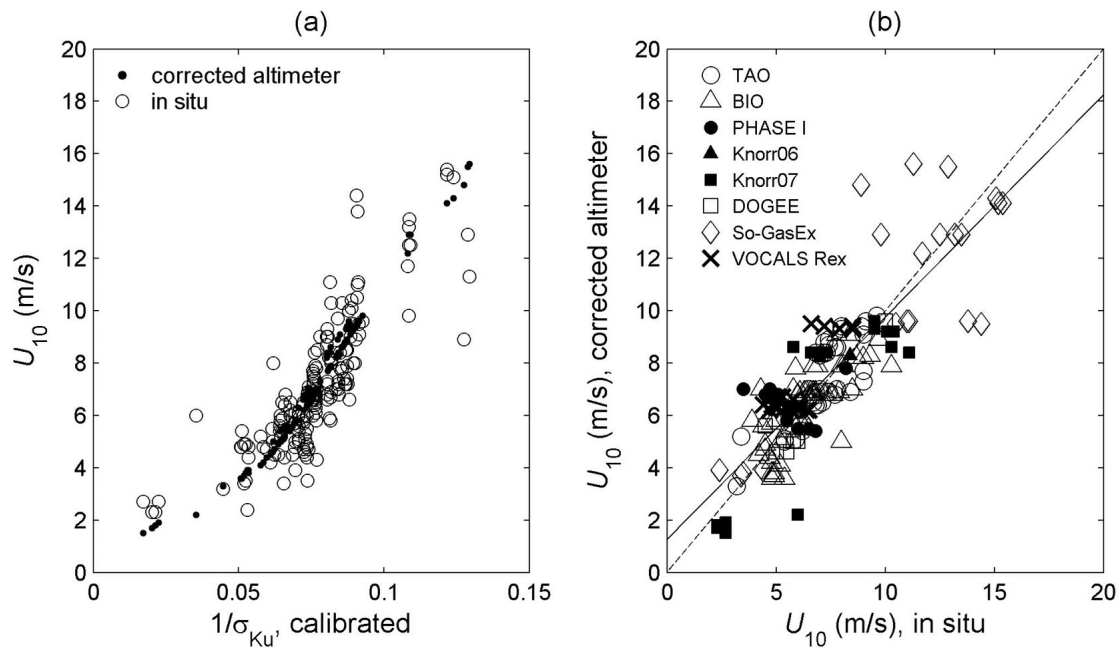 (a)
20
18
16
14
12
10
8
6
4
2
0
U10 (m/s)
corrected altimeter
in situ
0
0.05
0.1
0.15
1/σKu, calibrated
(b)
20
18
16
14
12
10
8
6
4
2
0
U10 (m/s), corrected altimeter
TAO
BIO
PHASE I
Knorr06
Knorr07
DOGEE
So-GasEx
VOCALS Rex
0
5
10
15
20
U10 (m/s), in situ